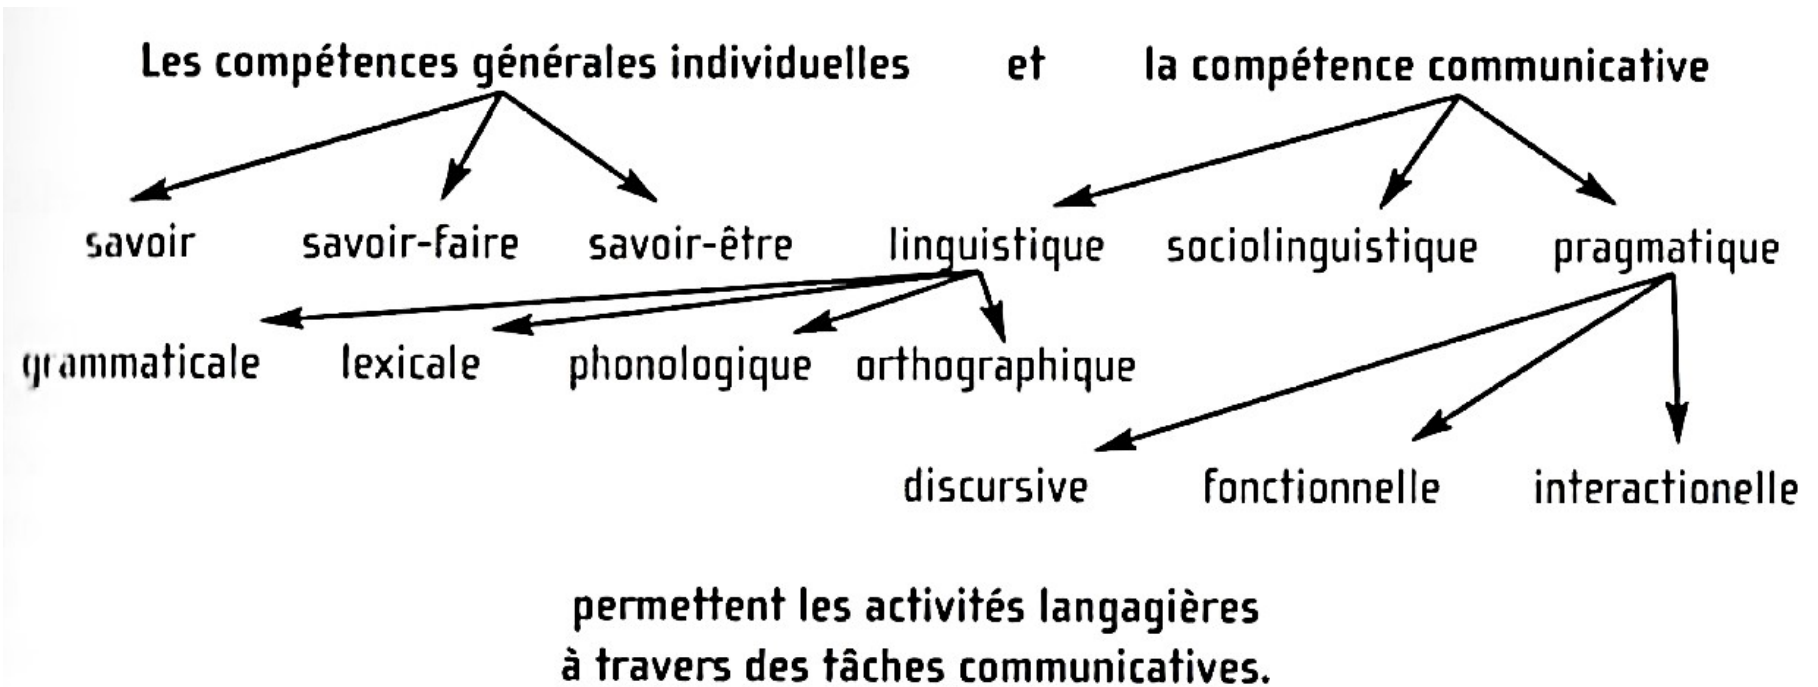 Les compétences générales individuelles et la compétence communicative
savoir savoir-faire savoir-être linguistique sociolinguistique pragmatique
grammaticale lexicale phonologique orthographique
discursive fonctionnelle interactionelle
permettent les activités langagières
à travers des tâches communicatives.